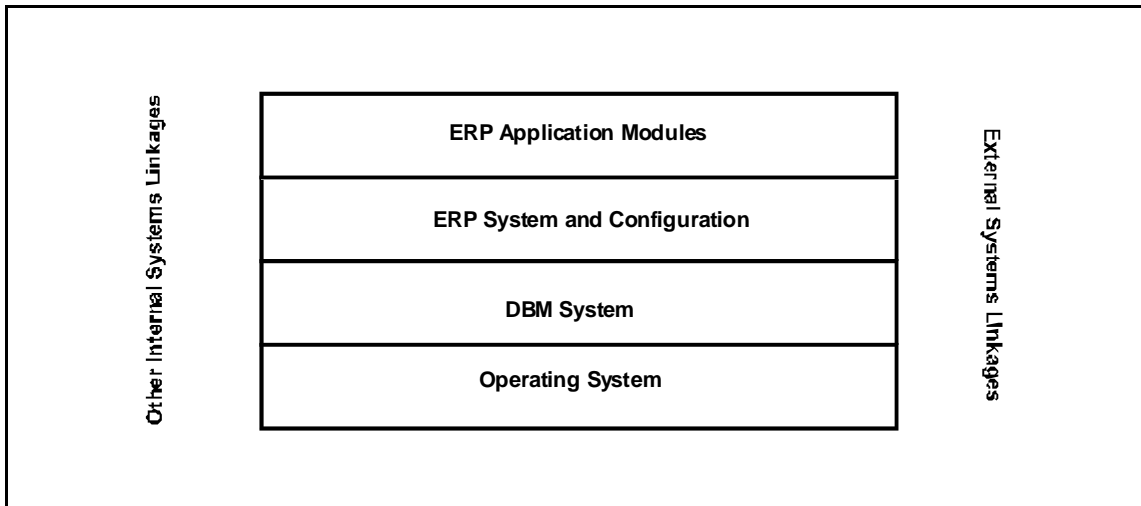 Other Internal Systems Linkages
ERP Application Modules
ERP System and Configuration
DBM System
Operating System
External Systems Linkages